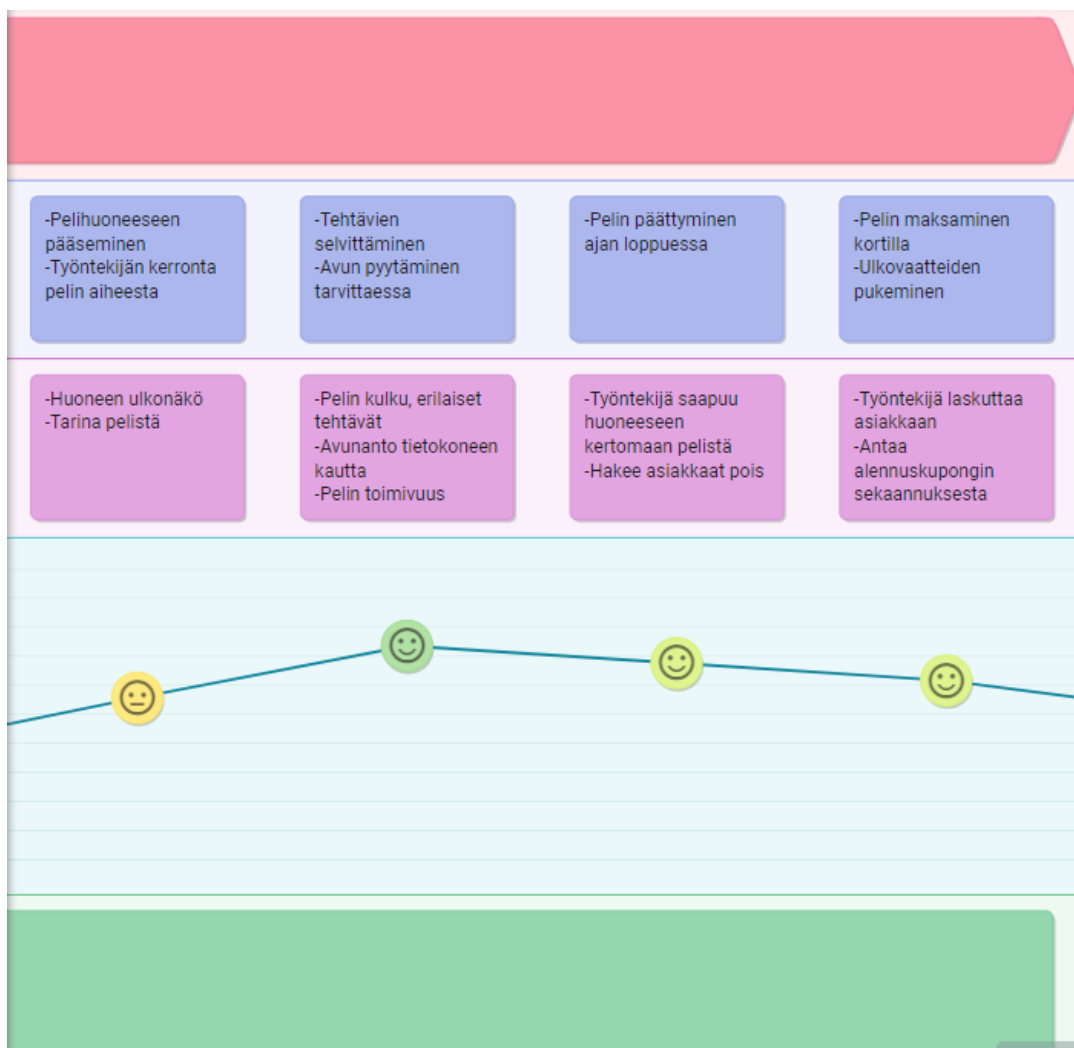 -Pelihuoneeseen
pääseminen
-Työntekijän kerronta
pelin aiheesta
-Tehtävien
selvittäminen
-Avun pyytäminen
tarvittaessa
-Pelin päättyminen
ajan loppuessa
-Pelin maksaminen
kortilla
-Ulkovaatteiden
pukeminen
-Huoneen ulkonäkö
-Tarina pelistä
-Pelin kulku, erilaiset
tehtävät
-Avunanto tietokoneen
kautta
-Pelin toimivuus
-Työntekijä saapuu
huoneeseen
kertomaan pelistä
-Hakee asiakkaat pois
-Työntekijä laskuttaa
asiakkaan
-Antaa
alennuskupongin
sekaannuksesta